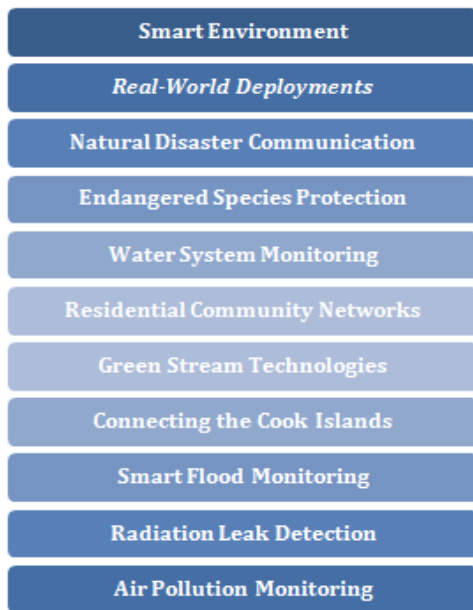 Smart Environment
Real-World Deployments
Natural Disaster Communication
Endangered Species Protection
Water System Monitoring
Residential Community Networks
Green Stream Technologies
Connecting the Cook Islands
Smart Flood Monitoring
Radiation Leak Detection
Air Pollution Monitoring